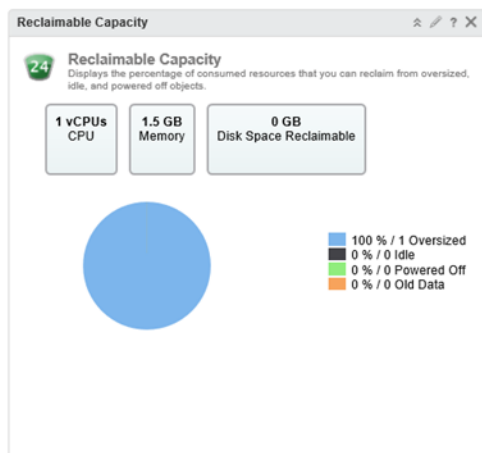 Reclaimable Capacity
?
24
Reclaimable Capacity
Displays the percentage of consumed resources that you can reclaim from oversized,
idle, and powered off objects.
1 vCPUs
CPU
1.5 GB
Memory
0 GB
Disk Space Reclaimable
100 % / 1 Oversized
0 % / 0 Idle
0 % / 0 Powered Off
0 % / 0 Old Data